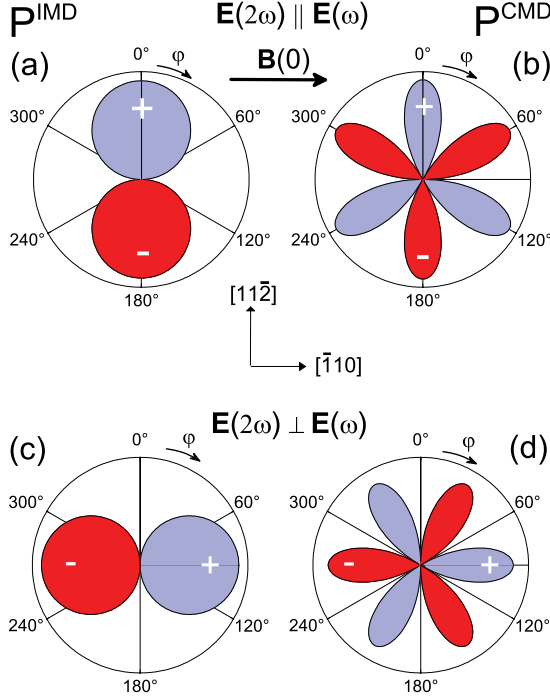 P^IMD E(2ω) || E(ω) P^CMD
(a) 0° φ B(0) 0° φ (b)
300° 60° 300° 60°
+ +
- -
240° 120° 240° 120°
180° 180°
[112̄]
[1̄10]
E(2ω) ⊥ E(ω)
(c) 0° φ 0° φ (d)
300° 60° 300° 60°
- + - +
240° 120° 240° 120°
180° 180°